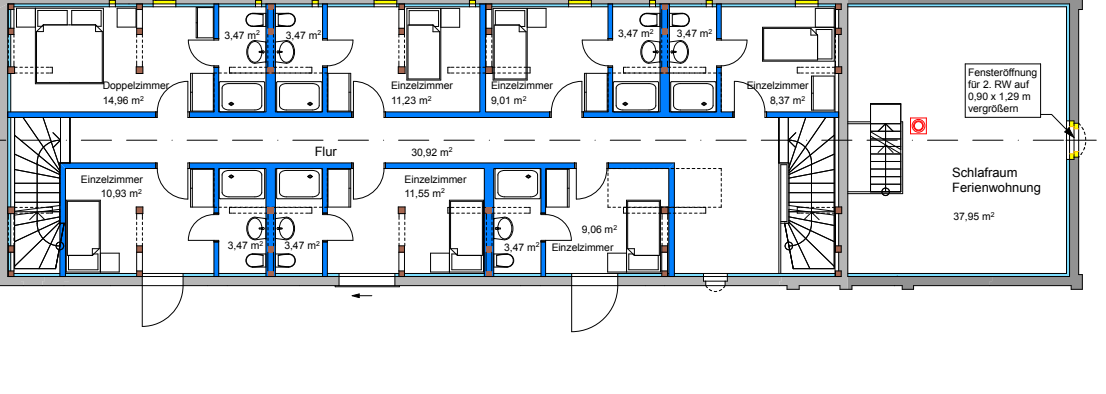 3,47 m²
3,47 m²
3,47 m²
3,47 m²
Doppelzimmer
14,96 m²
Einzelzimmer
11,23 m²
Einzelzimmer
9,01 m²
Einzelzimmer
8,37 m²
Fensteröffnung
für 2. RW auf
0,90 x 1,29 m
vergrößern
Flur
30,92 m²
Schlafraum
Ferienwohnung
37,95 m²
Einzelzimmer
10,93 m²
3,47 m²
3,47 m²
Einzelzimmer
11,55 m²
3,47 m²
9,06 m²
Einzelzimmer